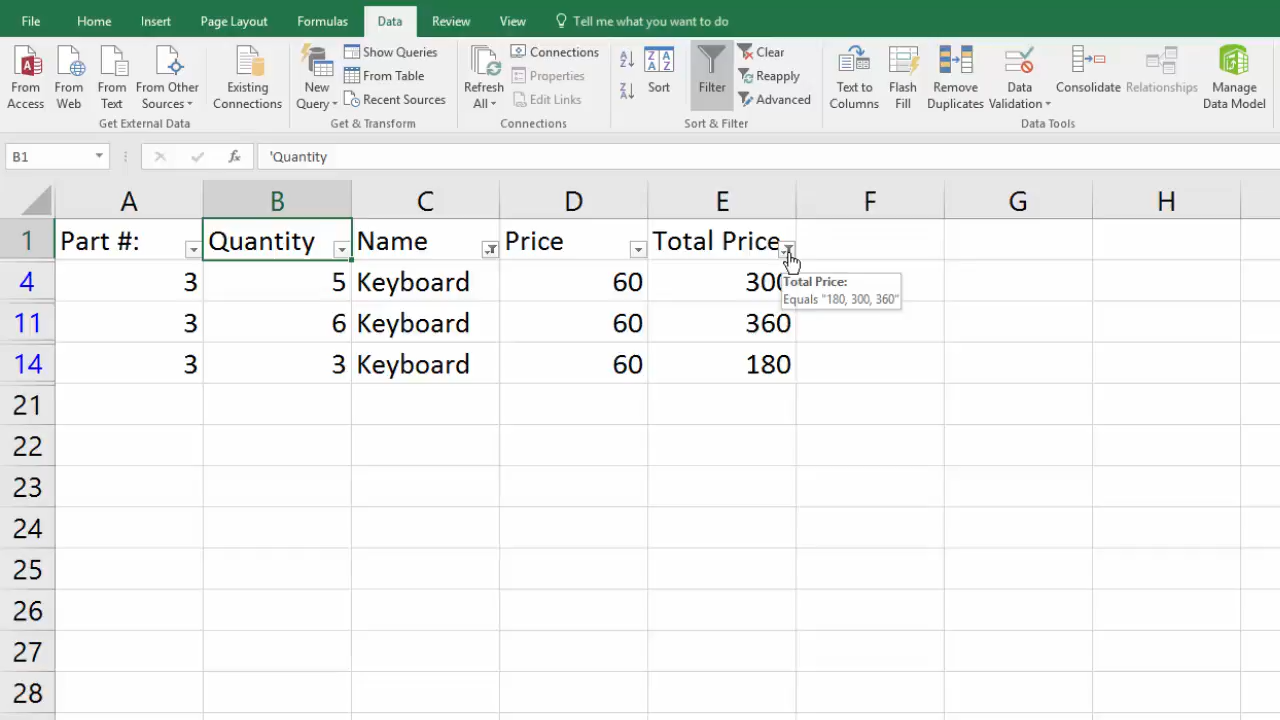 File Home Insert Page Layout Formulas Data Review View Tell me what you want to do
From Access
From Web
From Text
From Other Sources
Existing Connections
Get External Data
New Query
Show Queries
From Table
Recent Sources
Get & Transform
Refresh All
Connections
Properties
Edit Links
Connections
Sort
Filter
Clear
Reapply
Advanced
Sort & Filter
Text to Columns
Flash Fill
Remove Duplicates
Data Validation
Consolidate
Relationships
Manage Data Model
Data Tools
B1 fx 'Quantity
A B C D E F G H
1 Part #: Quantity Name Price Total Price
4 3 5 Keyboard 60 300
Total Price:
Equals "180, 300, 360"
11 3 6 Keyboard 60 360
14 3 3 Keyboard 60 180
21
22
23
24
25
26
27
28